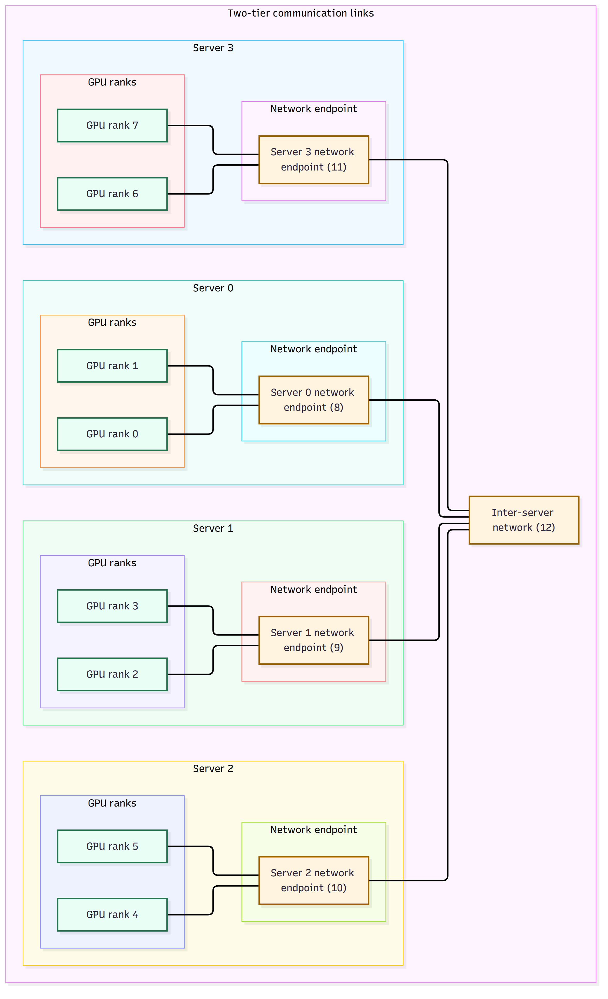 Two-tier communication links
Server 3
GPU ranks
GPU rank 7
GPU rank 6
Network endpoint
Server 3 network
endpoint (11)
Server 0
GPU ranks
GPU rank 1
GPU rank 0
Network endpoint
Server 0 network
endpoint (8)
Inter-server
network (12)
Server 1
GPU ranks
GPU rank 3
GPU rank 2
Network endpoint
Server 1 network
endpoint (9)
Server 2
GPU ranks
GPU rank 5
GPU rank 4
Network endpoint
Server 2 network
endpoint (10)